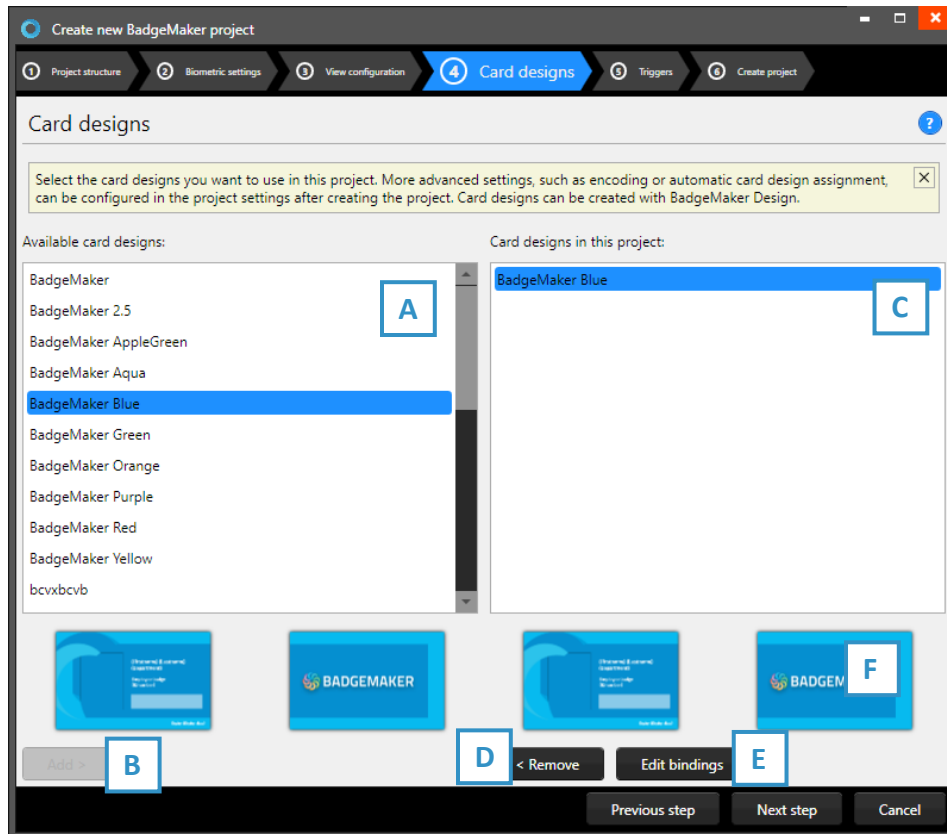 Create new BadgeMaker project
1 Project structure
2 Biometric settings
3 View configuration
4 Card designs
5 Triggers
6 Create project
Card designs
?
Select the card designs you want to use in this project. More advanced settings, such as encoding or automatic card design assignment,
can be configured in the project settings after creating the project. Card designs can be created with BadgeMaker Design.
Available card designs:
BadgeMaker
BadgeMaker 2.5
BadgeMaker AppleGreen
BadgeMaker Aqua
BadgeMaker Blue
BadgeMaker Green
BadgeMaker Orange
BadgeMaker Purple
BadgeMaker Red
BadgeMaker Yellow
bcvxbcvb
A
Card designs in this project:
BadgeMaker Blue
C
BADGEMAKER
BADGEM
F
Add >
B
D
< Remove
Edit bindings
E
Previous step
Next step
Cancel